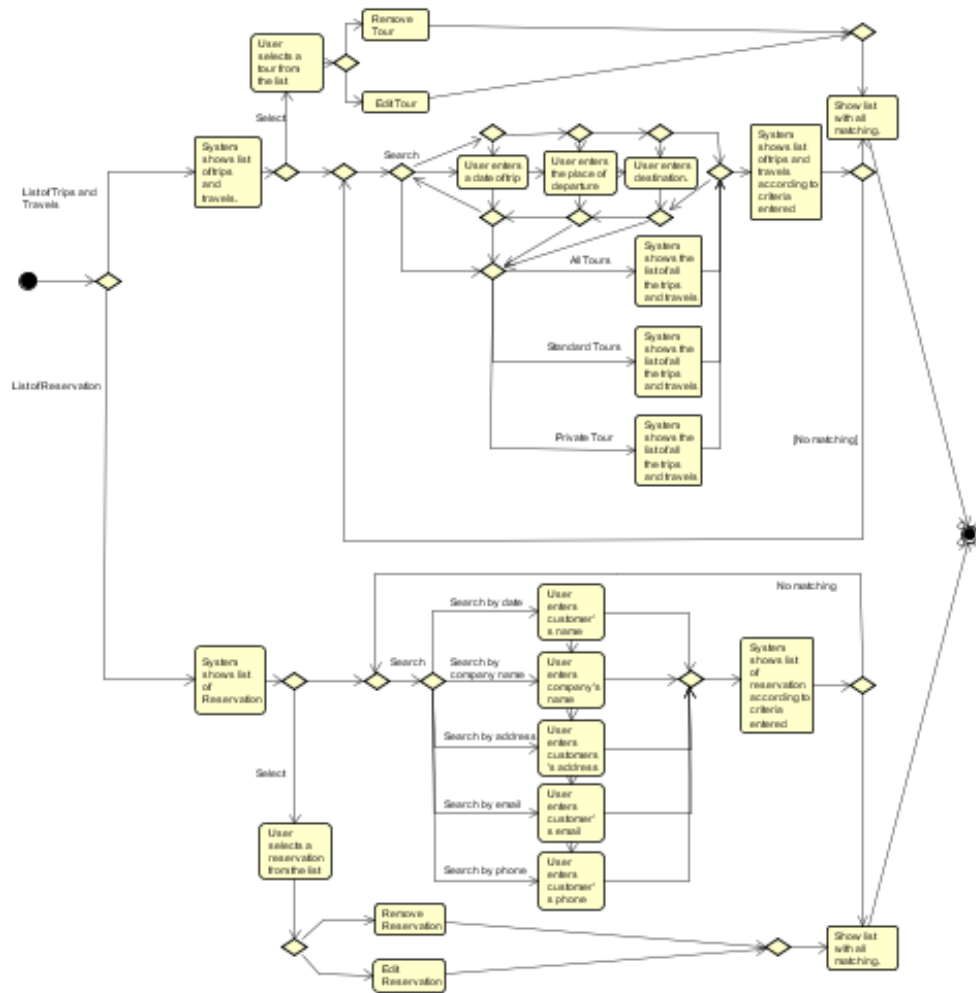 Remove
Tour
User
selects a
tour from
the list
Edit Tour
Show list
with all
matching.
Select
System
shows list
of trips
and
travels.
Search
User enters
a date of trip
User enters
the place of
departure
User enters
destination.
System
shows list
of trips and
travels
according to
criteria
entered
List of Trips and
Travels
All Tours
System
shows the
list of all
the trips
and travels
Standard Tours
System
shows the
list of all
the trips
and travels
List of Reservation
Private Tour
System
shows the
list of all
the trips
and travels
[No matching]
No matching
Search by date
User
enters
customer'
s name
System
shows list
of
Reservation
Search
Search by
company name
User
enters
company's
name
System
shows list
of
reservation
according to
criteria
entered
Search by address
User
enters
customers
's address
Select
Search by email
User
enters
customer'
s email
User
selects a
reservation
from the list
Search by phone
User
enters
customer'
s phone
Remove
Reservation
Edit
Reservation
Show list
with all
matching.